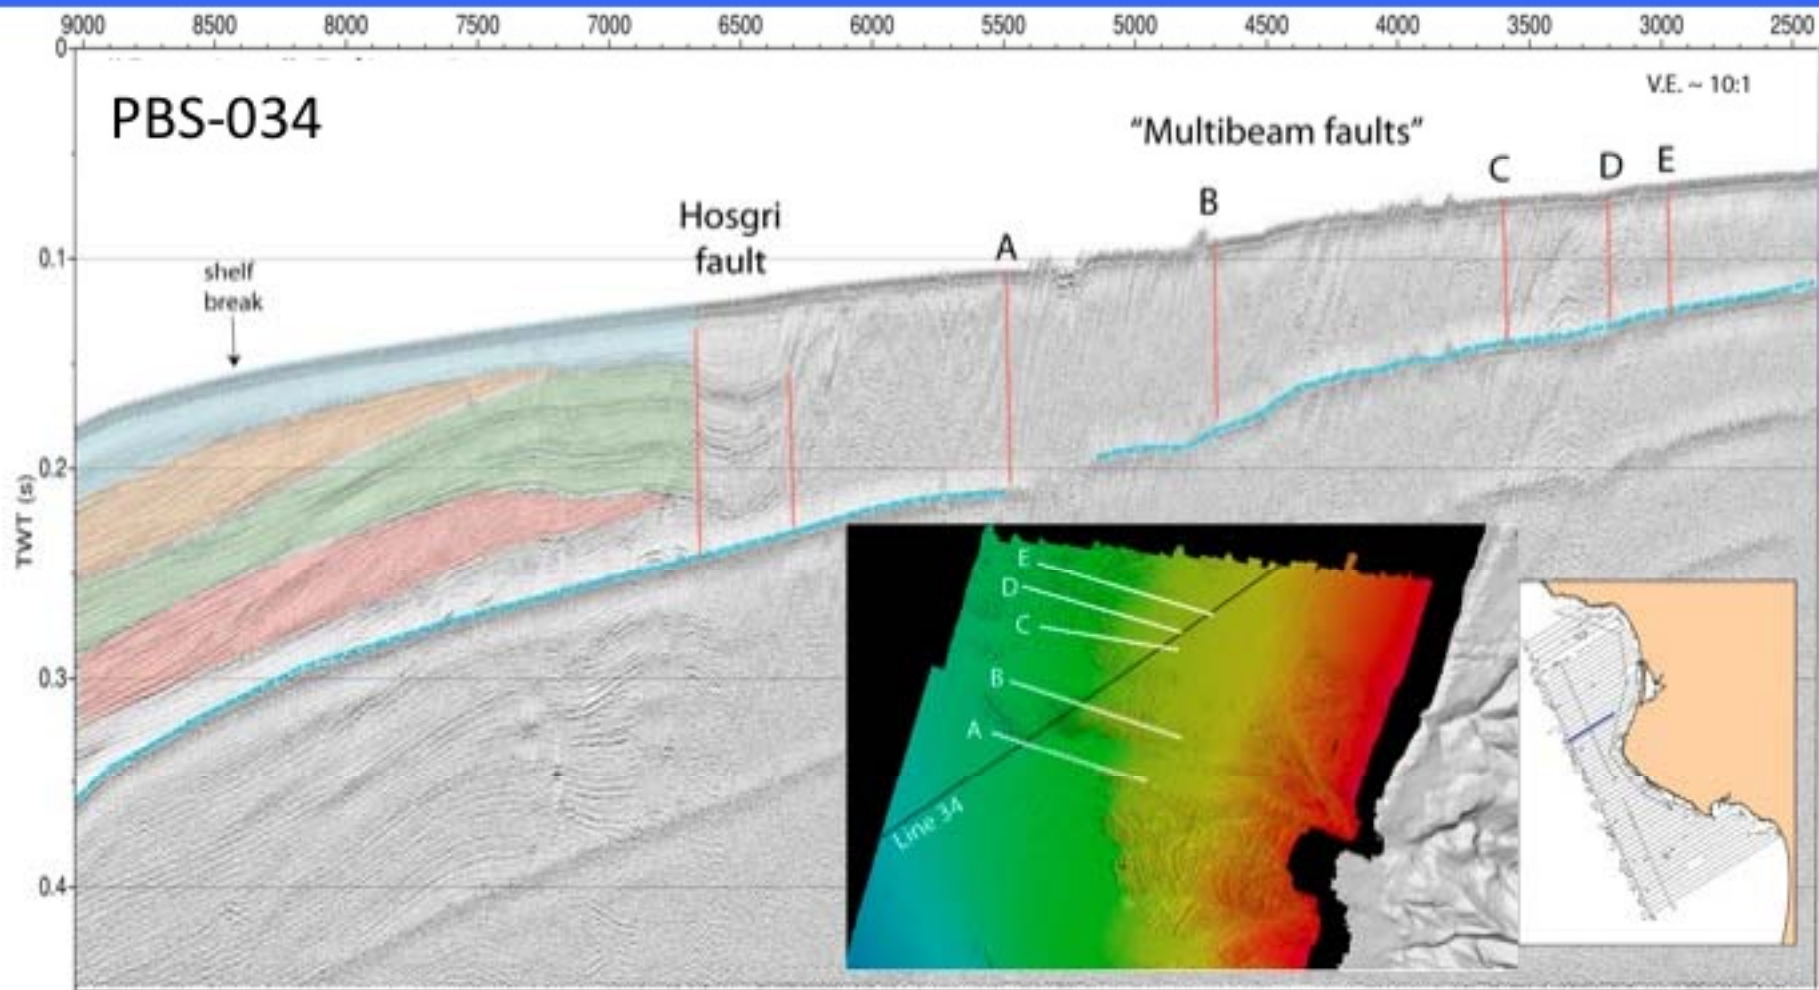 9000 8500 8000 7500 7000 6500 6000 5500 5000 4500 4000 3500 3000 2500
0
V.E. ~ 10:1
PBS-034
"Multibeam faults"
C D E
B
Hosgri
fault
A
0.1
shelf
break
0.2
TWT (s)
0.3
0.4
E
D
C
B
A
Line 34